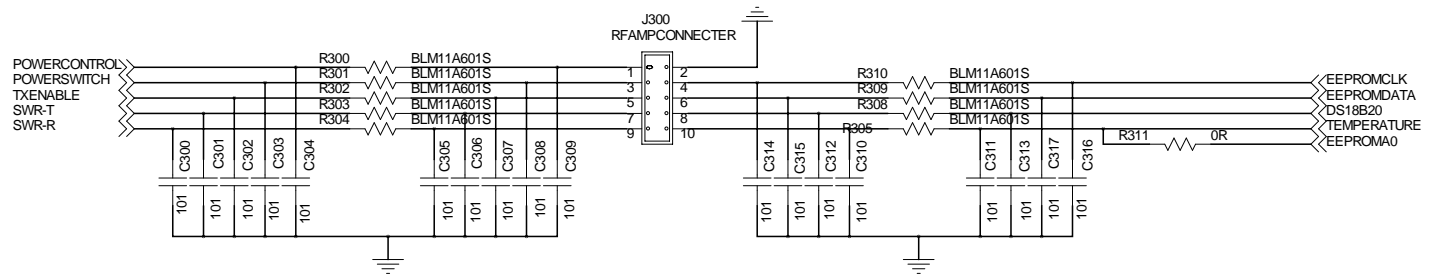 J300
RFAMPCONNECTER
POWERCONTROL
POWERSWITCH
TXENABLE
SWR-T
SWR-R
R300 BLM11A601S
R301 BLM11A601S
R302 BLM11A601S
R303 BLM11A601S
R304 BLM11A601S
1 2
3 4
5 6
7 8
9 10
R310 BLM11A601S
R309 BLM11A601S
R308 BLM11A601S
R305 BLM11A601S
EEPROMCLK
EEPROMDATA
DS18B20
TEMPERATURE
EEPROMA0
R311 0R
C300 C301 C302 C303 C304
101 101 101 101 101
C305 C306 C307 C308 C309
101 101 101 101 101
C314 C315 C312 C310
101 101 101 101
C311 C313 C317 C316
101 101 101 101